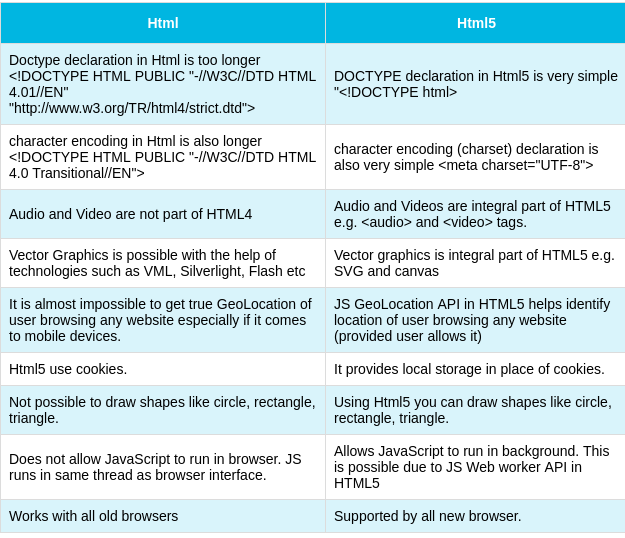 Html
Html5
Doctype declaration in Html is too longer
<!DOCTYPE HTML PUBLIC "-//W3C//DTD HTML
4.01//EN"
"http://www.w3.org/TR/html4/strict.dtd">
DOCTYPE declaration in Html5 is very simple
"<!DOCTYPE html>
character encoding in Html is also longer
<!DOCTYPE HTML PUBLIC "-//W3C//DTD HTML
4.0 Transitional//EN">
character encoding (charset) declaration is
also very simple <meta charset="UTF-8">
Audio and Video are not part of HTML4
Audio and Videos are integral part of HTML5
e.g. <audio> and <video> tags.
Vector Graphics is possible with the help of
technologies such as VML, Silverlight, Flash etc
Vector graphics is integral part of HTML5 e.g.
SVG and canvas
It is almost impossible to get true GeoLocation of
user browsing any website especially if it comes
to mobile devices.
JS GeoLocation API in HTML5 helps identify
location of user browsing any website
(provided user allows it)
Html5 use cookies.
It provides local storage in place of cookies.
Not possible to draw shapes like circle, rectangle,
triangle.
Using Html5 you can draw shapes like circle,
rectangle, triangle.
Does not allow JavaScript to run in browser. JS
runs in same thread as browser interface.
Allows JavaScript to run in background. This
is possible due to JS Web worker API in
HTML5
Works with all old browsers
Supported by all new browser.